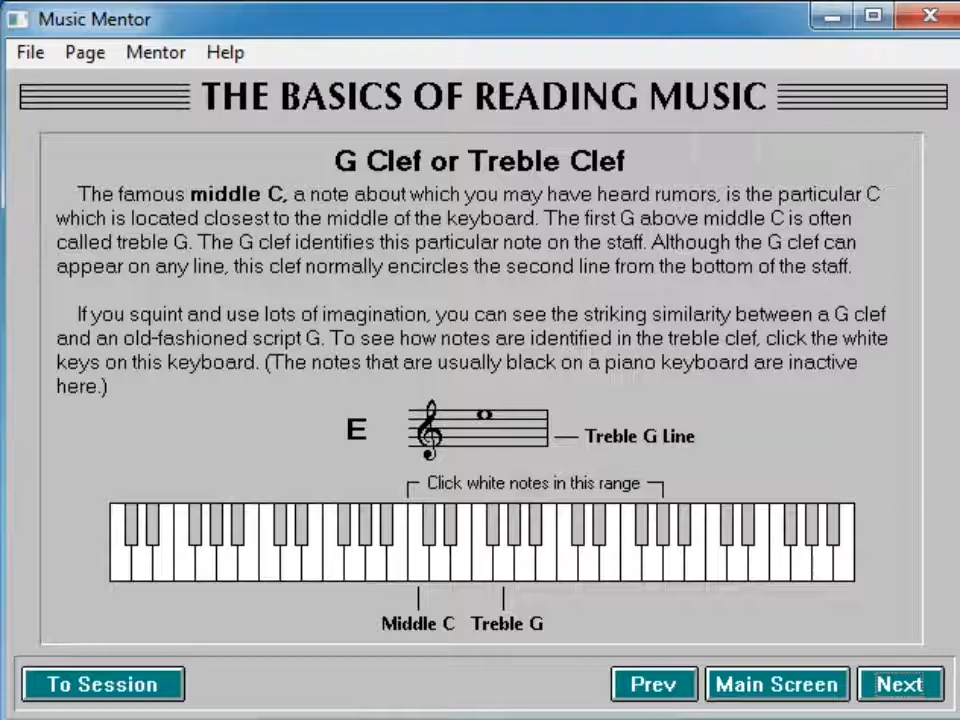 Music Mentor
File Page Mentor Help
THE BASICS OF READING MUSIC
G Clef or Treble Clef
The famous middle C, a note about which you may have heard rumors, is the particular C
which is located closest to the middle of the keyboard. The first G above middle C is often
called treble G. The G clef identifies this particular note on the staff. Although the G clef can
appear on any line, this clef normally encircles the second line from the bottom of the staff.
If you squint and use lots of imagination, you can see the striking similarity between a G clef
and an old-fashioned script G. To see how notes are identified in the treble clef, click the white
keys on this keyboard. (The notes that are usually black on a piano keyboard are inactive
here.)
E
Treble G Line
Click white notes in this range
Middle C Treble G
To Session Prev Main Screen Next